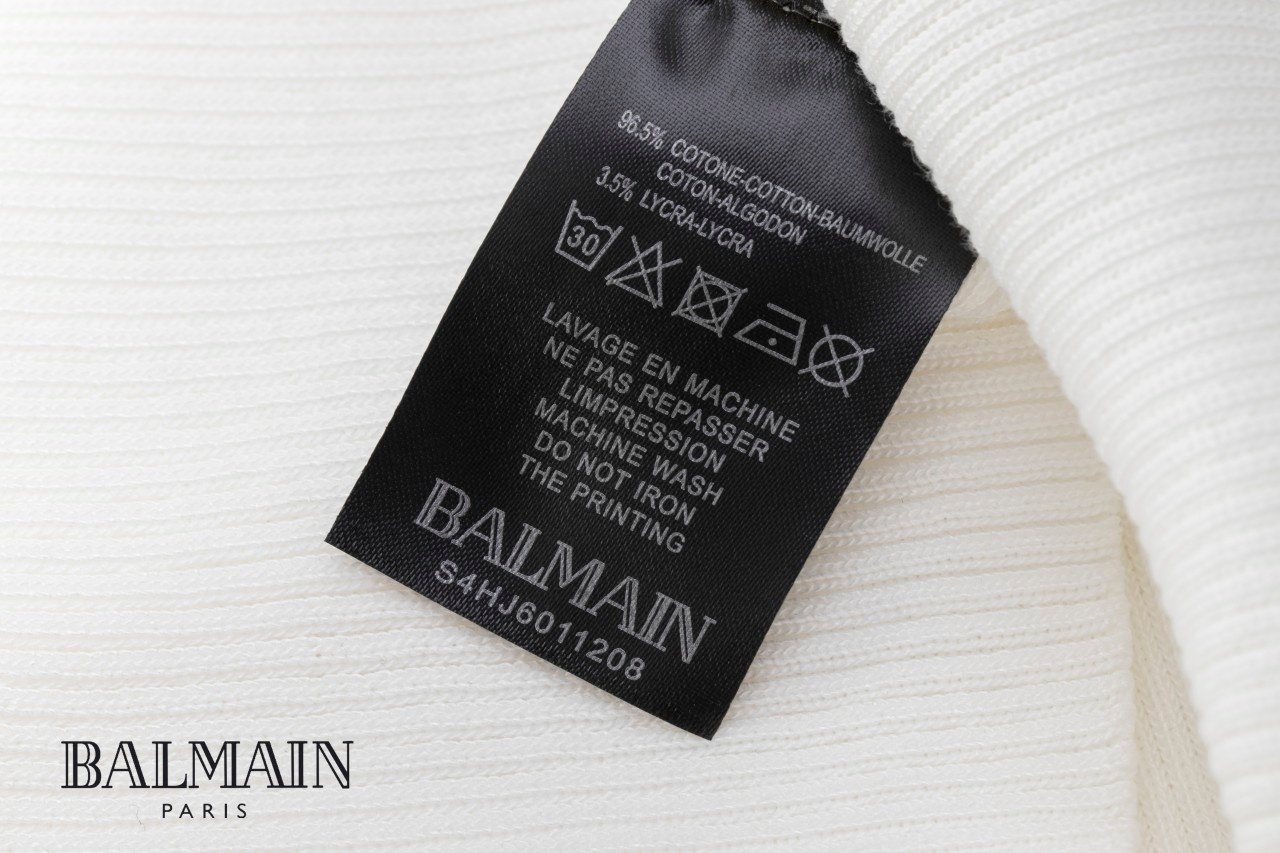 96.5% COTONE-COTTON-BAUMWOLLE
COTON-ALGODON
3.5% LYCRA-LYCRA
30
LAVAGE EN MACHINE
NE PAS REPASSER
LIMPRESSION
MACHINE WASH
DO NOT IRON
THE PRINTING
BALMAIN
S4HJ6011208
BALMAIN
PARIS